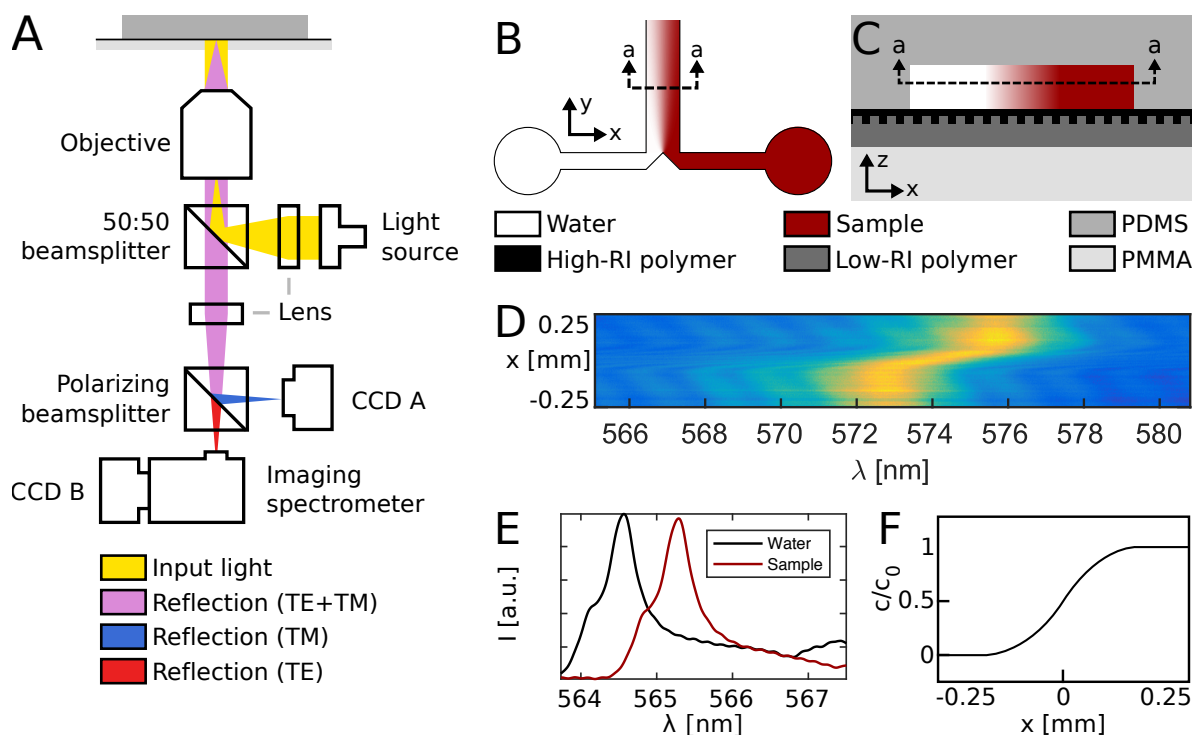 A
Objective
50:50
beamsplitter
Light
source
Lens
Polarizing
beamsplitter
CCD A
CCD B
Imaging
spectrometer
Input light
Reflection (TE+TM)
Reflection (TM)
Reflection (TE)
B
a
a
y
x
C
a
a
z
x
Water
Sample
PDMS
High-RI polymer
Low-RI polymer
PMMA
D
0.25
x [mm]
-0.25
566 568 570 572 574 576 578 580
λ [nm]
E
I [a.u.]
Water
Sample
564 565 566 567
λ [nm]
F
c/c0
1
0.5
0
-0.25 0 0.25
x [mm]